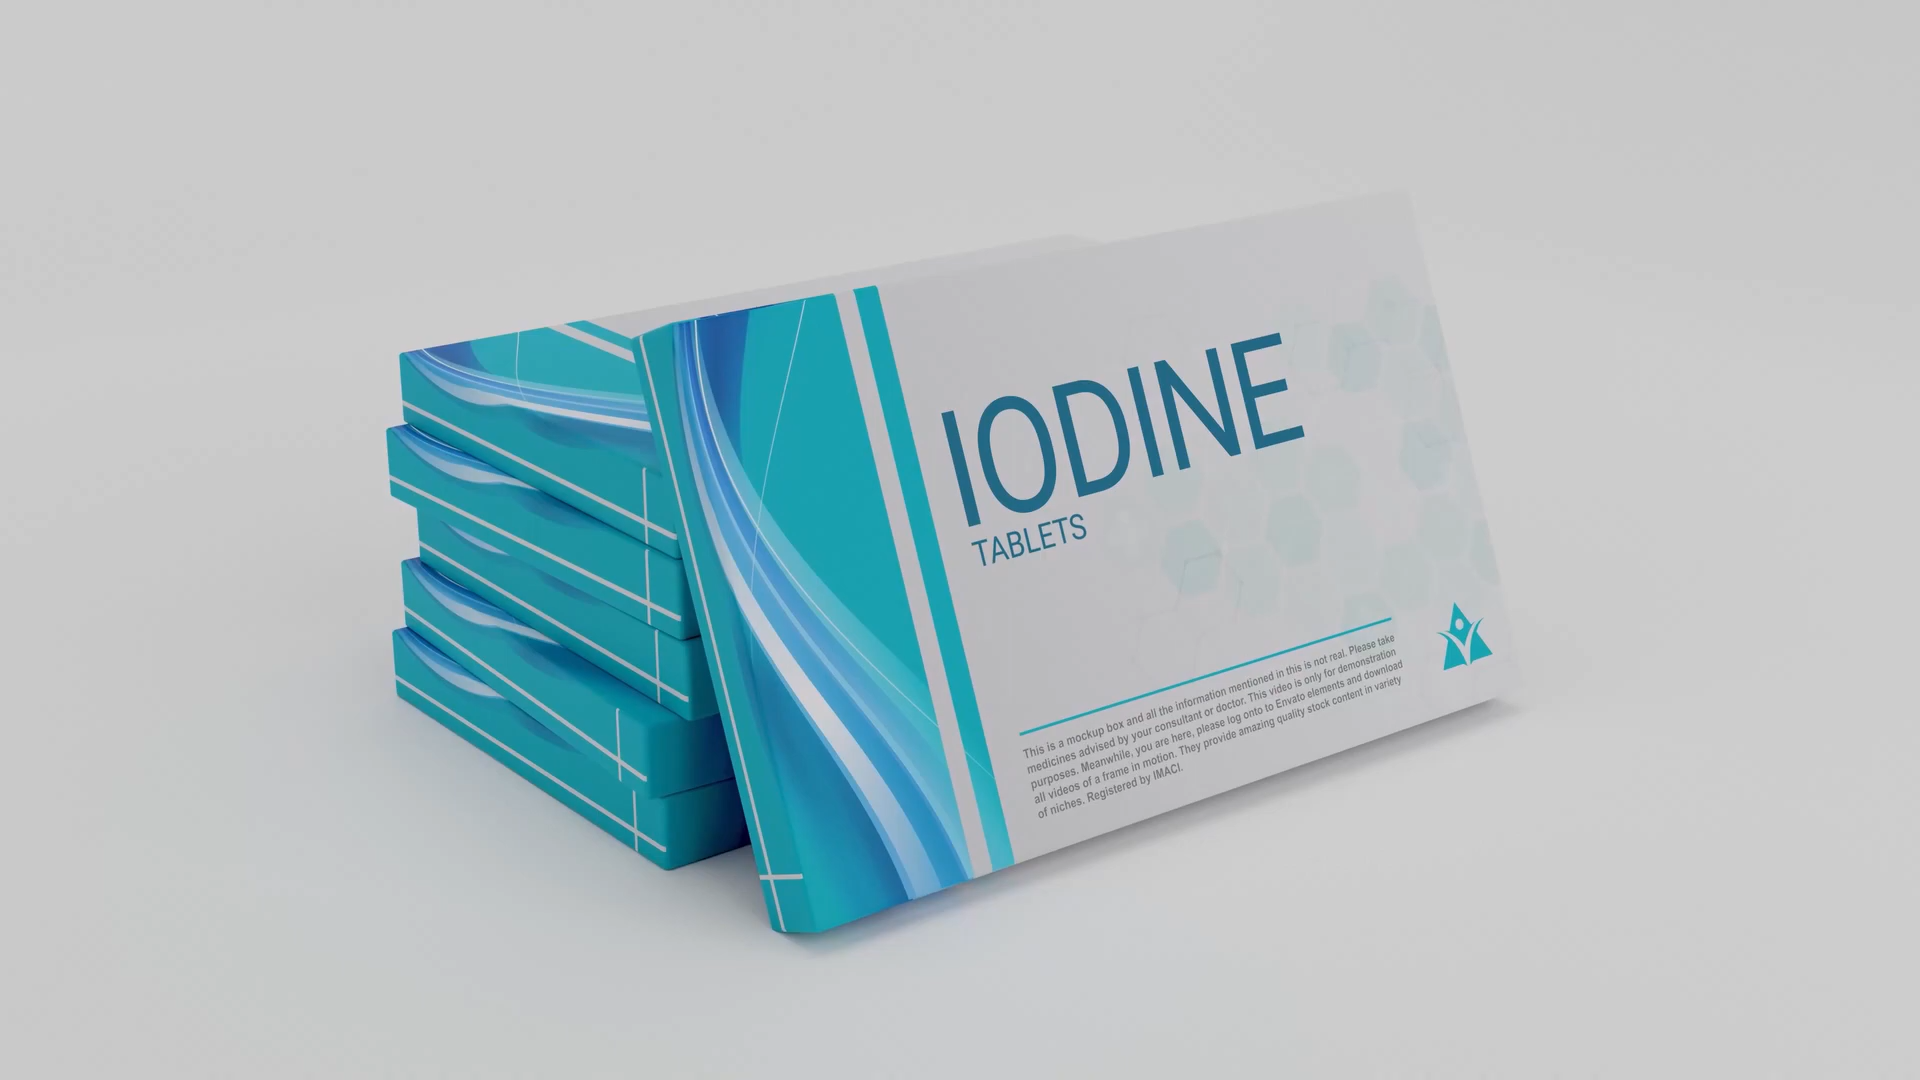 IODINE
TABLETS
This is a mockup box and all the information mentioned in this is not real. Please take
medicines advised by your consultant or doctor. This video is only for demonstration
purposes. Meanwhile, you are here, please log onto to Envato elements and download
all videos of a frame in motion. They provide amazing quality stock content in variety
of niches. Registered by IMACI.